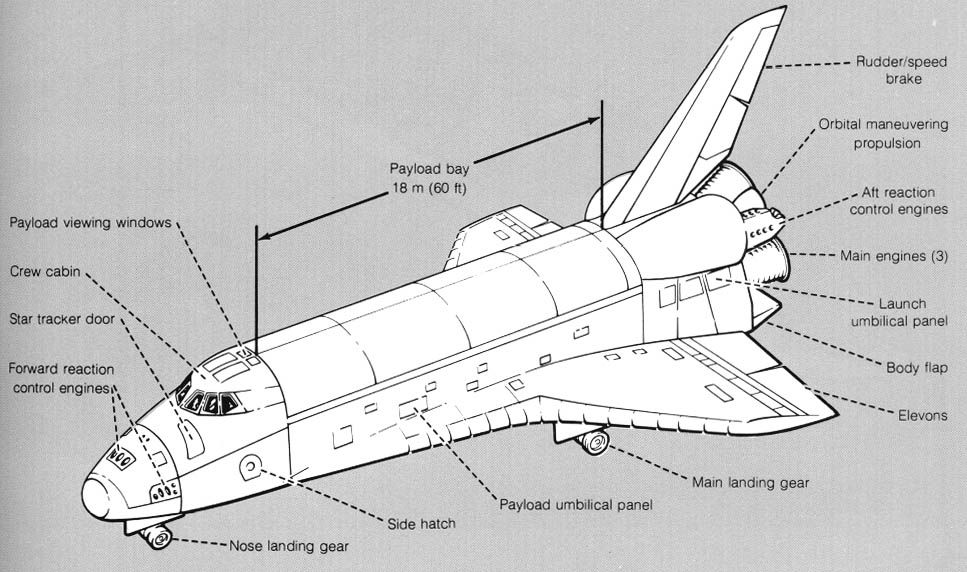 Rudder/speed
brake
Orbital maneuvering
propulsion
Payload bay
18 m (60 ft)
Aft reaction
control engines
Payload viewing windows
Main engines (3)
Crew cabin
Launch
umbilical panel
Star tracker door
Forward reaction
control engines
Body flap
Elevons
Main landing gear
Payload umbilical panel
Side hatch
Nose landing gear